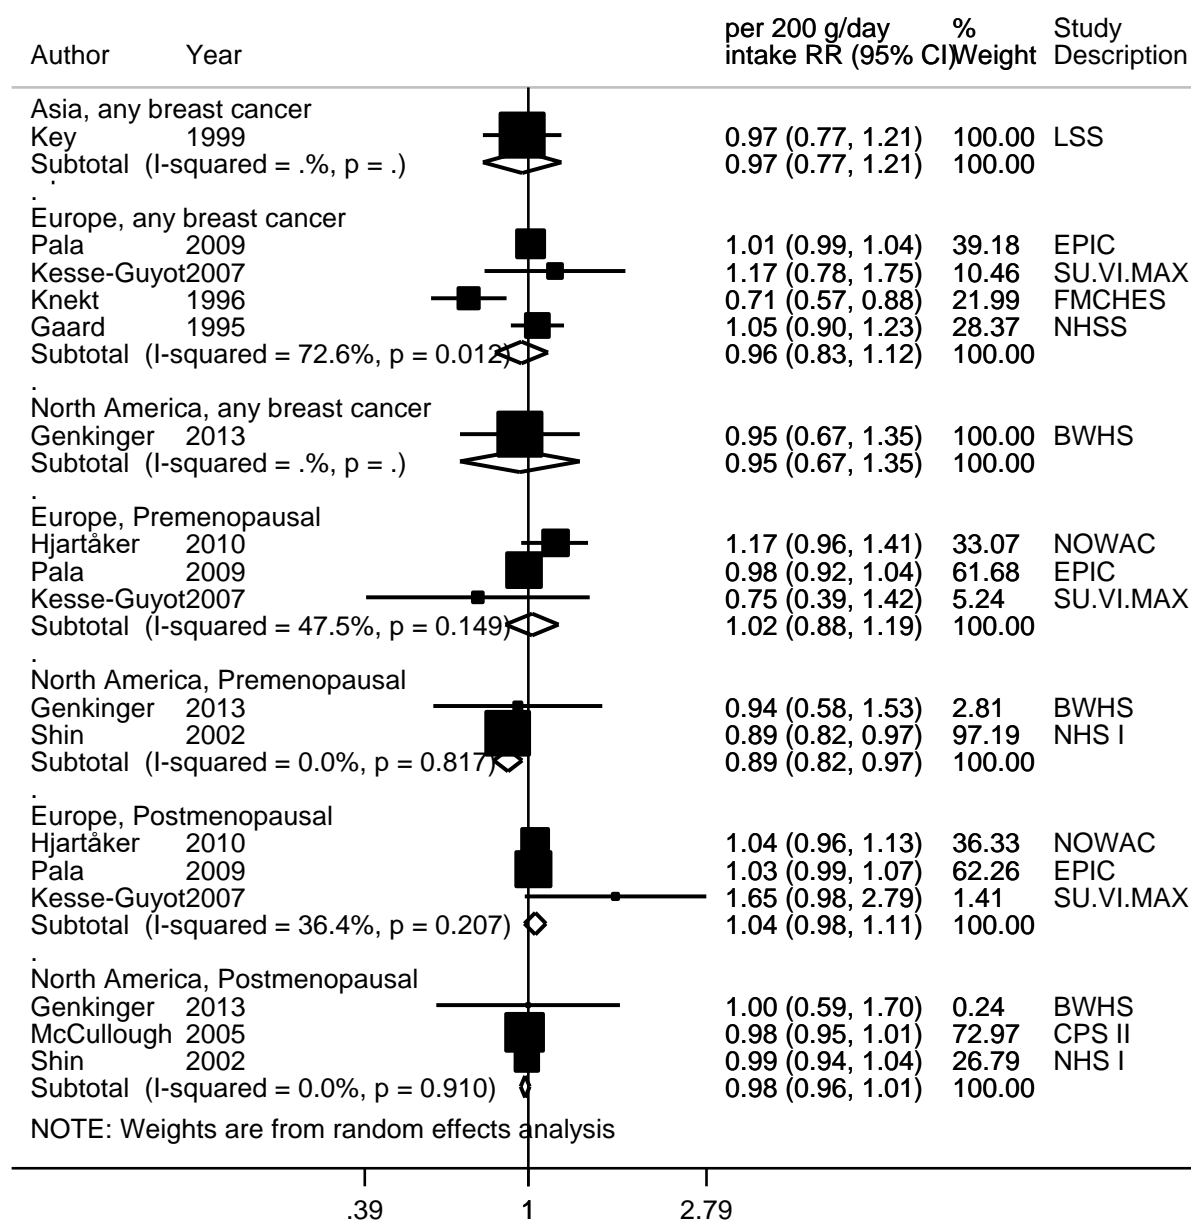 per 200 g/day % Study
Author Year intake RR (95% CI) Weight Description
Asia, any breast cancer
Key 1999 0.97 (0.77, 1.21) 100.00 LSS
Subtotal (I-squared = .%, p = .) 0.97 (0.77, 1.21) 100.00
.
Europe, any breast cancer
Pala 2009 1.01 (0.99, 1.04) 39.18 EPIC
Kesse-Guyot 2007 1.17 (0.78, 1.75) 10.46 SU.VI.MAX
Knekt 1996 0.71 (0.57, 0.88) 21.99 FMCHES
Gaard 1995 1.05 (0.90, 1.23) 28.37 NHSS
Subtotal (I-squared = 72.6%, p = 0.012) 0.96 (0.83, 1.12) 100.00
.
North America, any breast cancer
Genkinger 2013 0.95 (0.67, 1.35) 100.00 BWHS
Subtotal (I-squared = .%, p = .) 0.95 (0.67, 1.35) 100.00
.
Europe, Premenopausal
Hjartåker 2010 1.17 (0.96, 1.41) 33.07 NOWAC
Pala 2009 0.98 (0.92, 1.04) 61.68 EPIC
Kesse-Guyot 2007 0.75 (0.39, 1.42) 5.24 SU.VI.MAX
Subtotal (I-squared = 47.5%, p = 0.149) 1.02 (0.88, 1.19) 100.00
.
North America, Premenopausal
Genkinger 2013 0.94 (0.58, 1.53) 2.81 BWHS
Shin 2002 0.89 (0.82, 0.97) 97.19 NHS I
Subtotal (I-squared = 0.0%, p = 0.817) 0.89 (0.82, 0.97) 100.00
.
Europe, Postmenopausal
Hjartåker 2010 1.04 (0.96, 1.13) 36.33 NOWAC
Pala 2009 1.03 (0.99, 1.07) 62.26 EPIC
Kesse-Guyot 2007 1.65 (0.98, 2.79) 1.41 SU.VI.MAX
Subtotal (I-squared = 36.4%, p = 0.207) 1.04 (0.98, 1.11) 100.00
.
North America, Postmenopausal
Genkinger 2013 1.00 (0.59, 1.70) 0.24 BWHS
McCullough 2005 0.98 (0.95, 1.01) 72.97 CPS II
Shin 2002 0.99 (0.94, 1.04) 26.79 NHS I
Subtotal (I-squared = 0.0%, p = 0.910) 0.98 (0.96, 1.01) 100.00
NOTE: Weights are from random effects analysis
.39 1 2.79